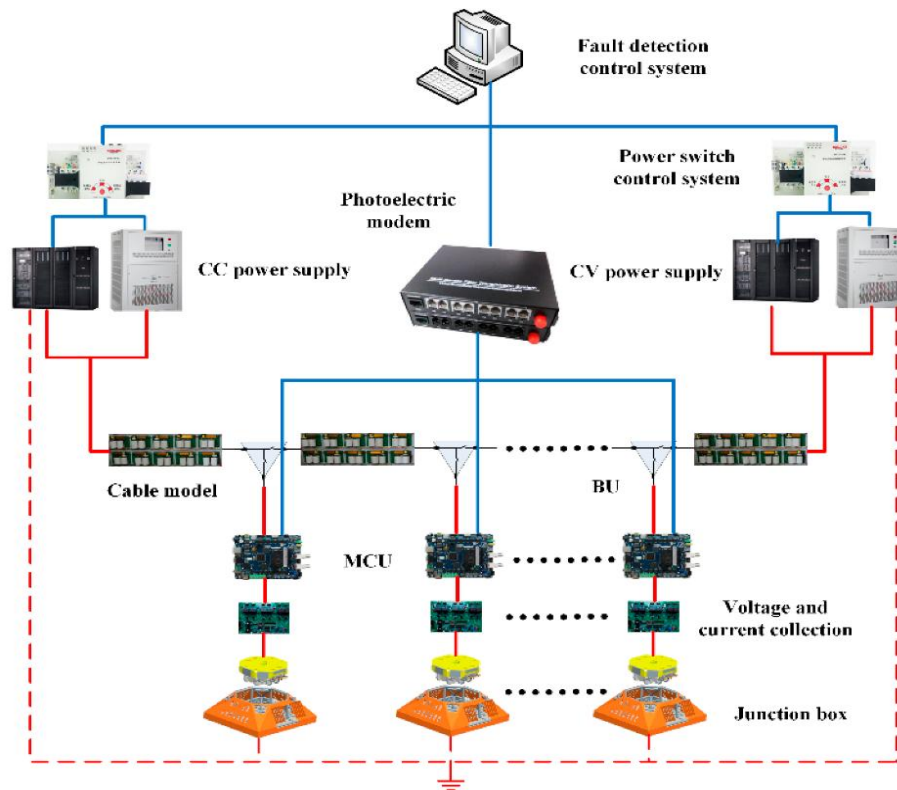 Fault detection
control system
Power switch
control system
Photoelectric
modem
CC power supply
CV power supply
Cable model
BU
MCU
Voltage and
current collection
Junction box